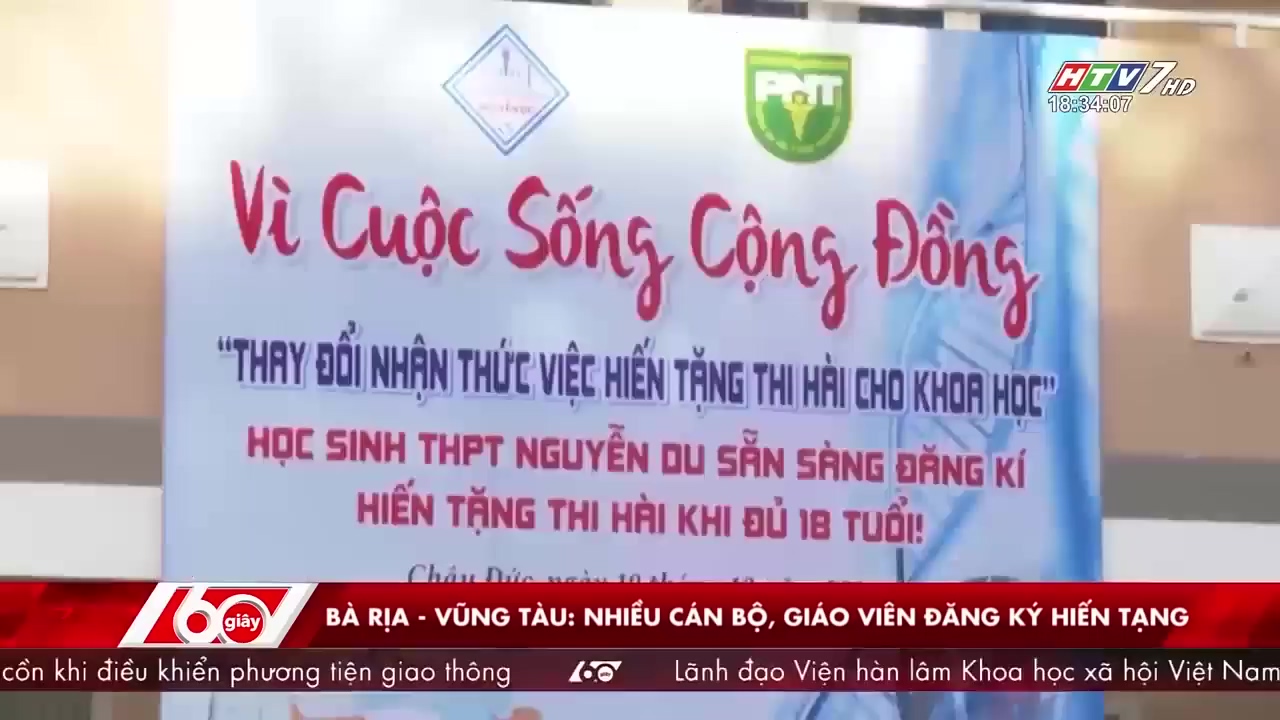 PNT
HTV7 HD
18:34:07
Vì Cuộc Sống Cộng Đồng
"THAY ĐỔI NHẬN THỨC VIỆC HIẾN TẶNG THI HÀI CHO KHOA HỌC"
HỌC SINH THPT NGUYỄN DU SẴN SÀNG ĐĂNG KÍ
HIẾN TẶNG THI HÀI KHI ĐỦ 18 TUỔI!
Châu Đức, ngày
60 giây
BÀ RỊA - VŨNG TÀU: NHIỀU CÁN BỘ, GIÁO VIÊN ĐĂNG KÝ HIẾN TẠNG
cồn khi điều khiển phương tiện giao thông 60 giây Lãnh đạo Viện hàn lâm Khoa học xã hội Việt Nam